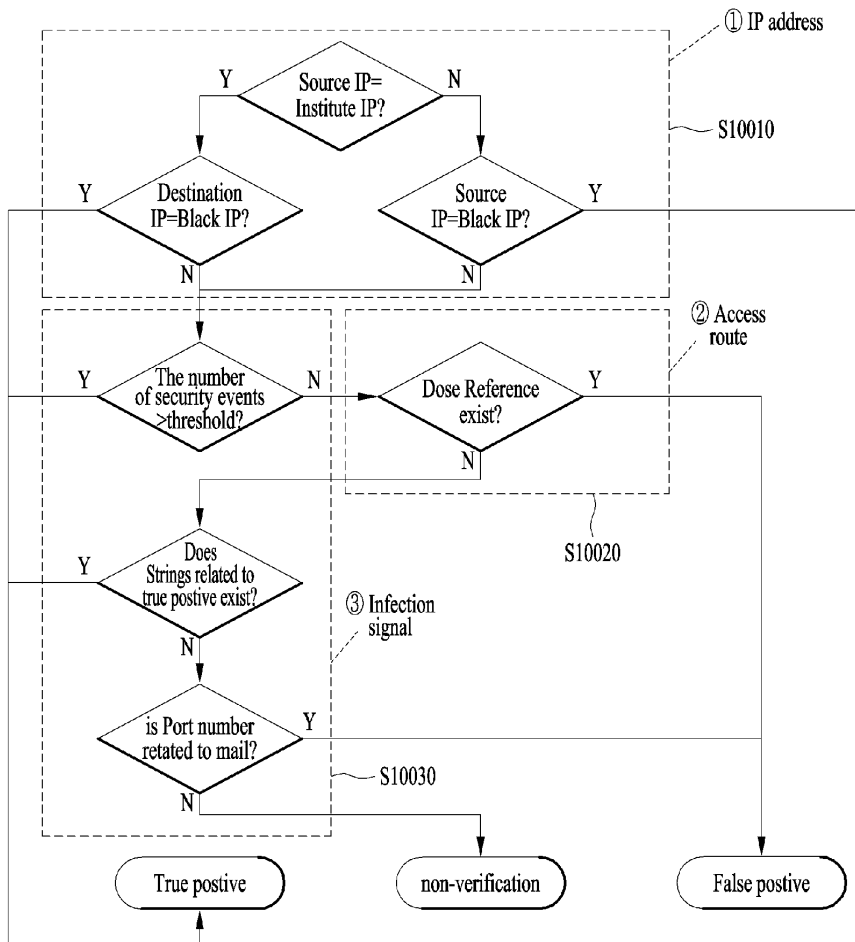 ① IP address
Y
Source IP=
Institute IP?
N
S10010
Y
Destination
IP=Black IP?
N
Source
IP=Black IP?
Y
N
② Access
route
Y
The number
of security events
>threshold?
N
Dose Reference
exist?
Y
N
S10020
Y
Does
Strings related to
true postive exist?
N
③ Infection
signal
is Port number
retated to mail?
Y
N
S10030
True postive
non-verification
False postive